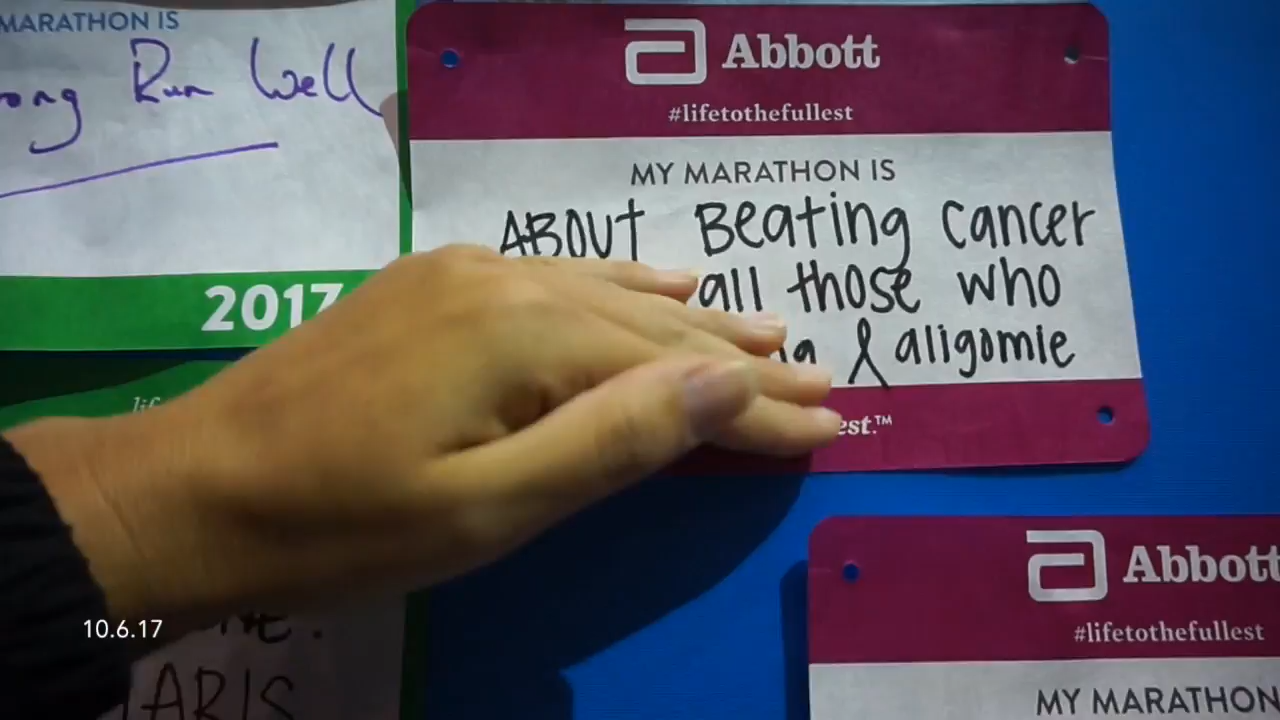 MARATHON IS
Run Well
2017
Abbott
#lifetothefullest
MY MARATHON IS
ABOUT Beating cancer
all those who
aligomie
est.™
Abbott
#lifetothefullest
MY MARATHON
ARIS
10.6.17